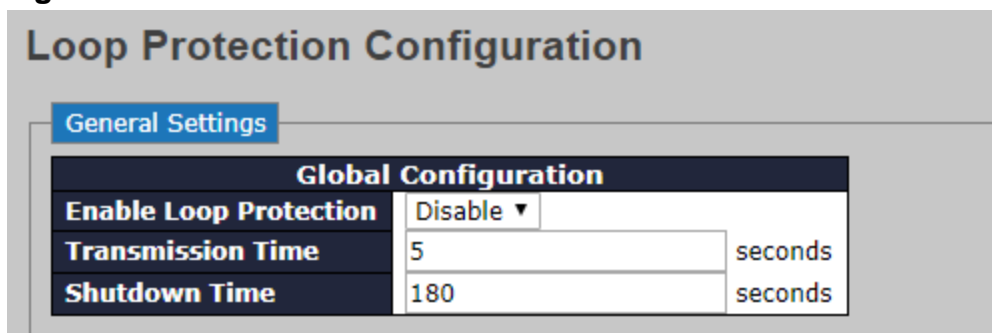 Loop Protection Configuration
General Settings
Global Configuration
Enable Loop Protection Disable
Transmission Time 5 seconds
Shutdown Time 180 seconds